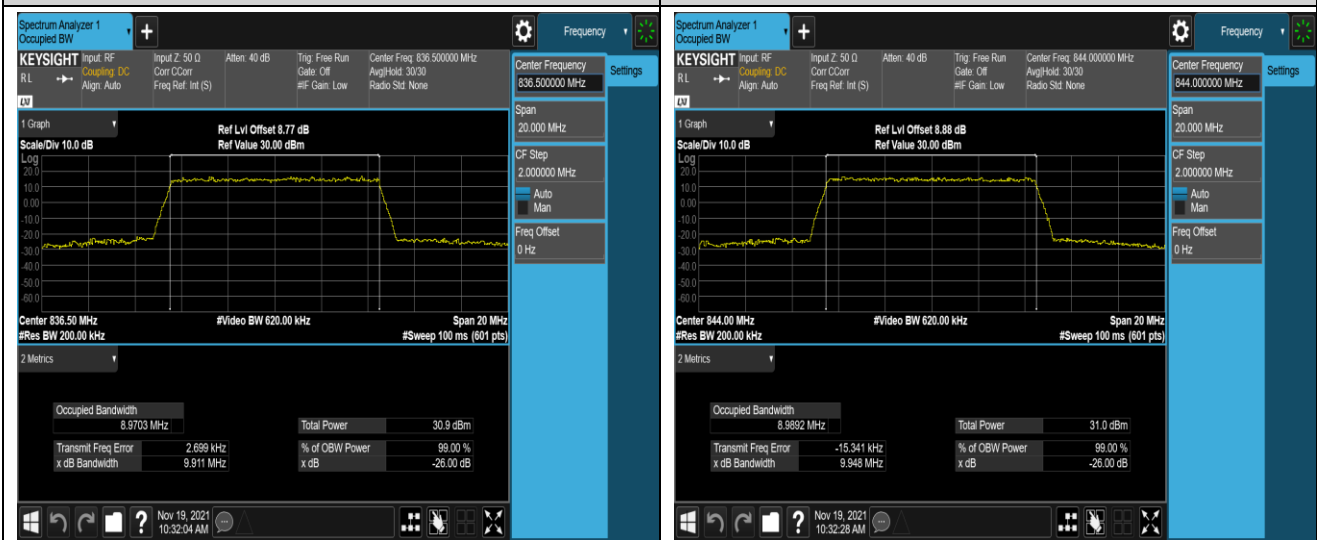 Spectrum Analyzer 1
Occupied BW
+
Frequency
KEYSIGHT Input: RF Input Z: 50 Ω Atten: 40 dB Trig: Free Run Center Freq: 836.500000 MHz
RL Coupling: DC Corr CCorr Gate: Off Avg|Hold: 30/30
Align: Auto Freq Ref: Int (S) #IF Gain: Low Radio Std: None
LXI
Center Frequency
836.500000 MHz
Settings
Span
20.000 MHz
CF Step
2.000000 MHz
Auto
Man
Freq Offset
0 Hz
1 Graph
Ref Lvl Offset 8.77 dB
Scale/Div 10.0 dB Ref Value 30.00 dBm
Log
20.0
10.0
0.00
-10.0
-20.0
-30.0
-40.0
-50.0
-60.0
Center 836.50 MHz #Video BW 620.00 kHz Span 20 MHz
#Res BW 200.00 kHz #Sweep 100 ms (601 pts)
2 Metrics
Occupied Bandwidth
8.9703 MHz Total Power 30.9 dBm
Transmit Freq Error 2.699 kHz % of OBW Power 99.00 %
x dB Bandwidth 9.911 MHz x dB -26.00 dB
? Nov 19, 2021
10:32:04 AM
Spectrum Analyzer 1
Occupied BW
+
Frequency
KEYSIGHT Input: RF Input Z: 50 Ω Atten: 40 dB Trig: Free Run Center Freq: 844.000000 MHz
RL Coupling: DC Corr CCorr Gate: Off Avg|Hold: 30/30
Align: Auto Freq Ref: Int (S) #IF Gain: Low Radio Std: None
LXI
Center Frequency
844.000000 MHz
Settings
Span
20.000 MHz
CF Step
2.000000 MHz
Auto
Man
Freq Offset
0 Hz
1 Graph
Ref Lvl Offset 8.88 dB
Scale/Div 10.0 dB Ref Value 30.00 dBm
Log
20.0
10.0
0.00
-10.0
-20.0
-30.0
-40.0
-50.0
-60.0
Center 844.00 MHz #Video BW 620.00 kHz Span 20 MHz
#Res BW 200.00 kHz #Sweep 100 ms (601 pts)
2 Metrics
Occupied Bandwidth
8.9892 MHz Total Power 31.0 dBm
Transmit Freq Error -15.341 kHz % of OBW Power 99.00 %
x dB Bandwidth 9.948 MHz x dB -26.00 dB
? Nov 19, 2021
10:32:28 AM